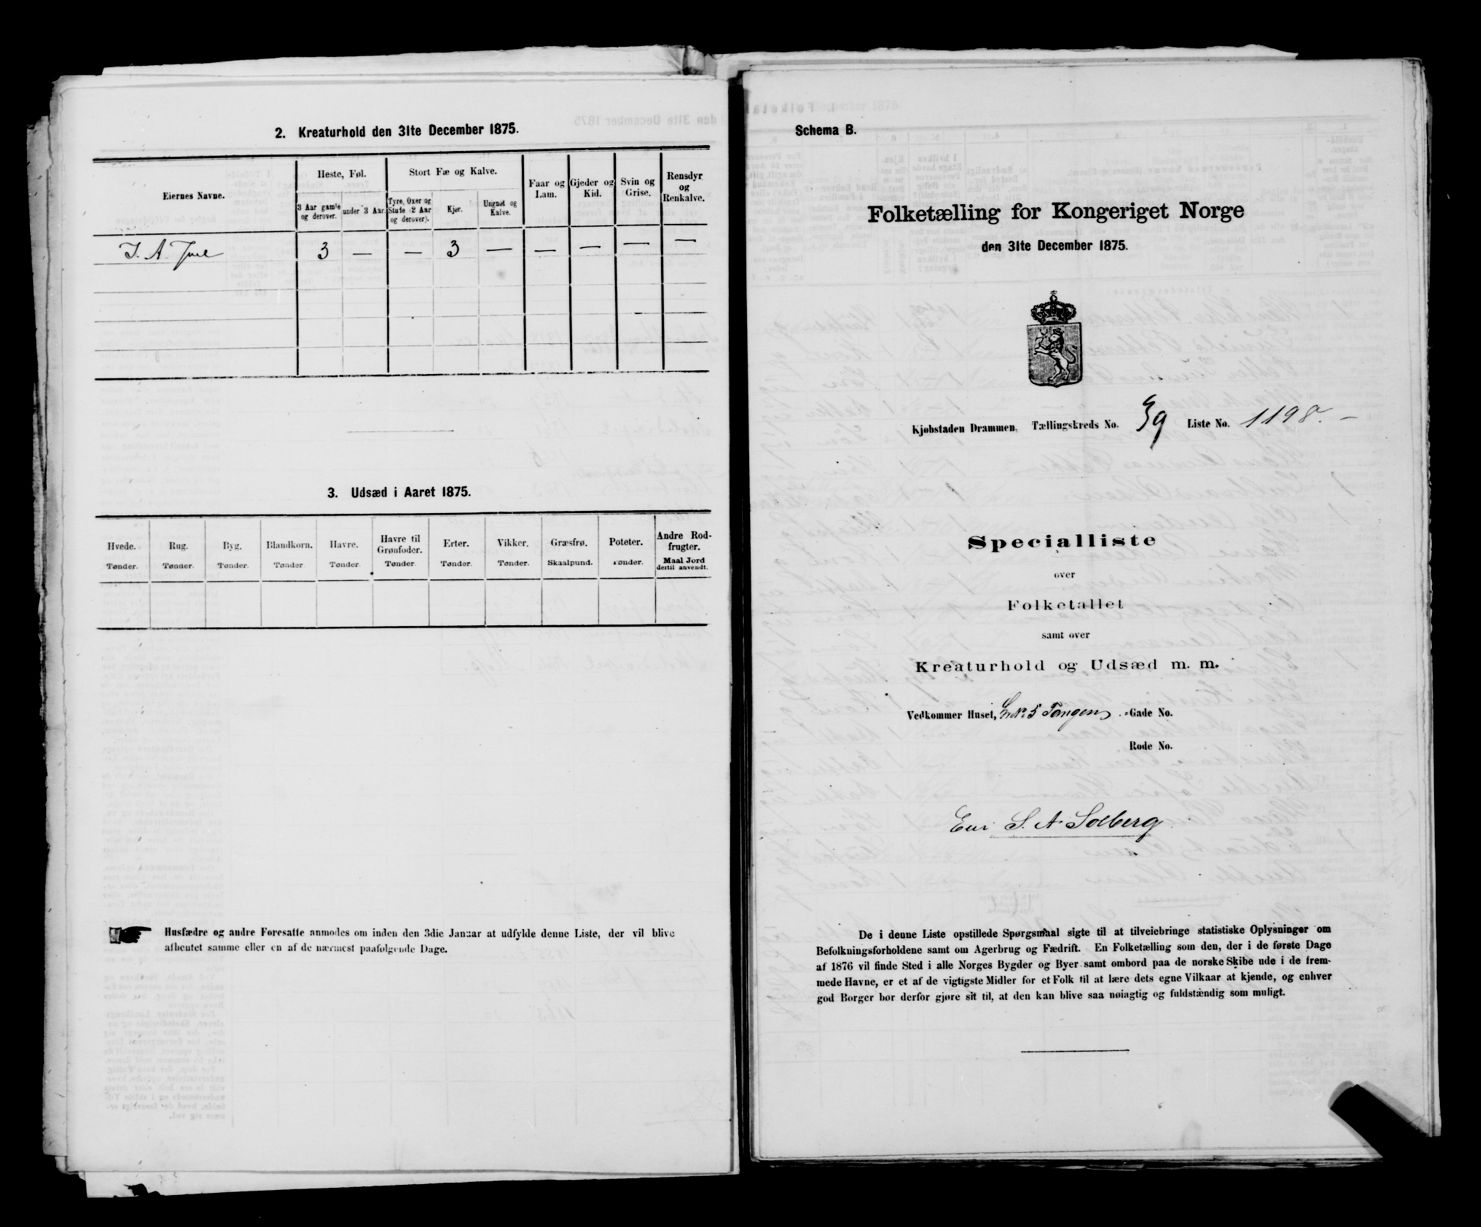 2. Kreaturhold den 31te December 1875.
Eiernes Navne.
Heste, Føl.
Stort Fæ og Kalve.
Faar og Lam.
Gjeder og Kid.
Svin og Grise.
Rensdyr og Renkalve.
3 Aar gamle og derover.
under 3 Aar.
Tyre, Oxer og Stude (2 Aar og derover).
Kjør.
Ungnøt og Kalve.
J. A. Juel 3 — — 3 — — — — —
3. Udsæd i Aaret 1875.
Hvede. Rug. Byg. Blandkorn. Havre. Havre til Grønfoder. Erter. Vikker. Græsfrø. Poteter. Andre Rodfrugter.
Tønder. Tønder. Tønder. Tønder. Tønder. Tønder. Tønder. Tønder. Skaalpund. Tønder. Maal Jord dertil anvendt.
Husfædre og andre Foresatte anmodes om inden den 3die Januar at udfylde denne Liste, der vil blive
afhentet samme eller en af de nærmest paafølgende Dage.
Schema B.
Folketælling for Kongeriget Norge
den 31te December 1875.
Kjøbstaden Drammen. Tællingskreds No. 39 Liste No. 1198. —
Specialliste
over
Folketallet
samt over
Kreaturhold og Udsæd m. m.
Vedkommer Huset, Tangen Gade No.
Rode No.
Eier S. A. Solberg
De i denne Liste opstillede Spørgsmaal sigte til at tilveiebringe statistiske Oplysninger om
Befolkningsforholdene samt om Agerbrug og Fædrift. En Folketælling som den, der i de første Dage
af 1876 vil finde Sted i alle Norges Bygder og Byer samt ombord paa de norske Skibe ude i de frem-
mede Havne, er et af de vigtigste Midler for et Folk til at lære dets egne Vilkaar at kjende, og enhver
god Borger bør derfor gjøre sit til, at den kan blive saa nøiagtig og fuldstændig som muligt.